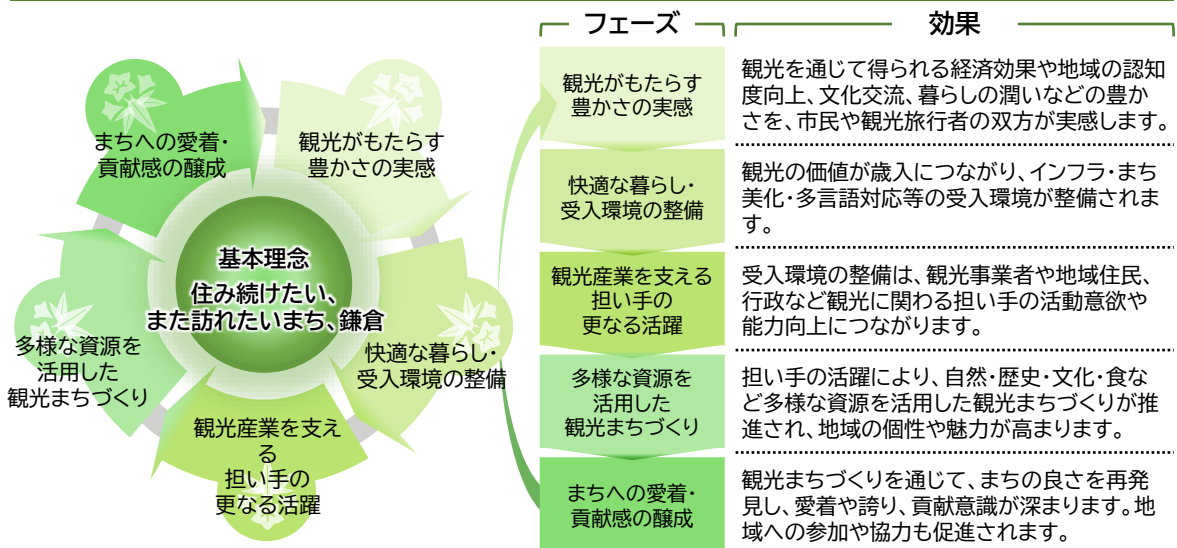 まちへの愛着・
貢献感の醸成
観光がもたらす
豊かさの実感
基本理念
住み続けたい、
また訪れたいまち、鎌倉
多様な資源を
活用した
観光まちづくり
快適な暮らし・
受入環境の整備
観光産業を支え
る
担い手の
更なる活躍
フェーズ
効果
観光がもたらす
豊かさの実感
観光を通じて得られる経済効果や地域の認知
度向上、文化交流、暮らしの潤いなどの豊か
さを、市民や観光旅行者の双方が実感します。
快適な暮らし・
受入環境の整備
観光の価値が歳入につながり、インフラ・まち
美化・多言語対応等の受入環境が整備されま
す。
観光産業を支える
担い手の
更なる活躍
受入環境の整備は、観光事業者や地域住民、
行政など観光に関わる担い手の活動意欲や
能力向上につながります。
多様な資源を
活用した
観光まちづくり
担い手の活躍により、自然・歴史・文化・食な
ど多様な資源を活用した観光まちづくりが推
進され、地域の個性や魅力が高まります。
まちへの愛着・
貢献感の醸成
観光まちづくりを通じて、まちの良さを再発
見し、愛着や誇り、貢献意識が深まります。地
域への参加や協力も促進されます。